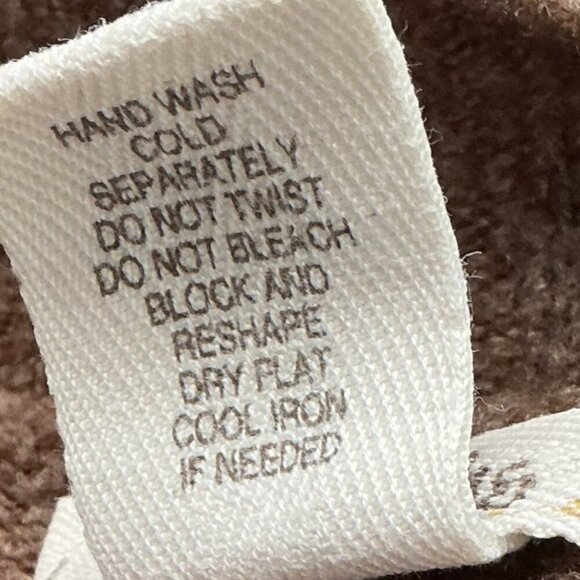 HAND WASH
COLD
SEPARATELY
DO NOT TWIST
DO NOT BLEACH
BLOCK AND
RESHAPE
DRY FLAT
COOL IRON
IF NEEDED